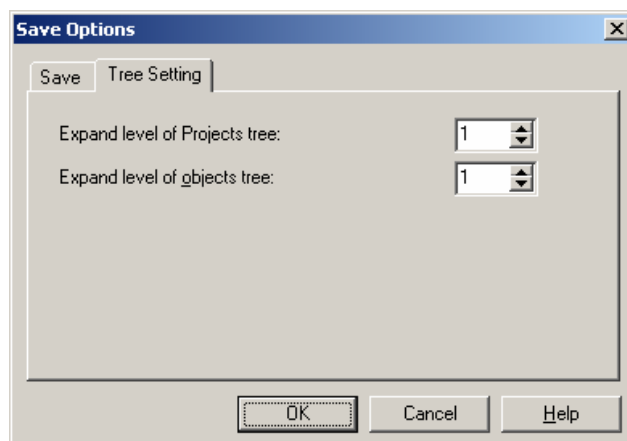 Save Options
Save Tree Setting
Expand level of Projects tree: 1
Expand level of objects tree: 1
OK Cancel Help